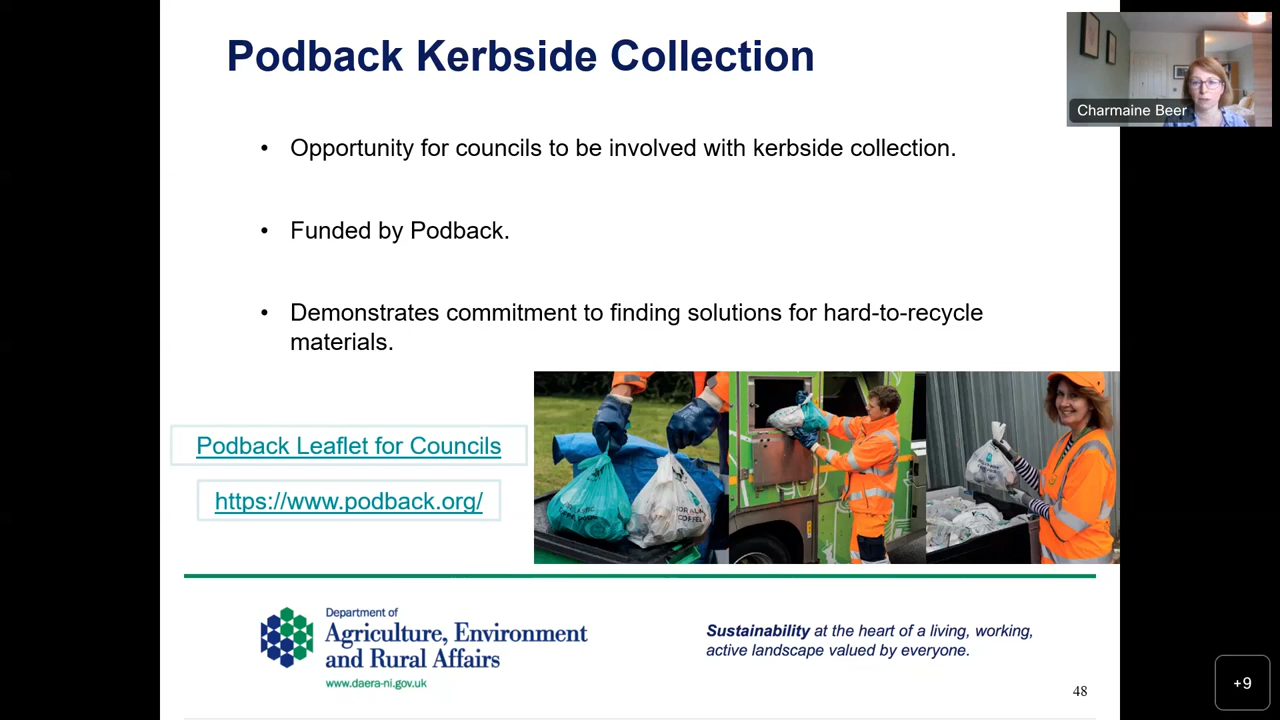 Podback Kerbside Collection
Charmaine Beer
• Opportunity for councils to be involved with kerbside collection.
• Funded by Podback.
• Demonstrates commitment to finding solutions for hard-to-recycle
materials.
Podback Leaflet for Councils
https://www.podback.org/
Department of
Agriculture, Environment
and Rural Affairs
www.daera-ni.gov.uk
Sustainability at the heart of a living, working,
active landscape valued by everyone.
48
+9